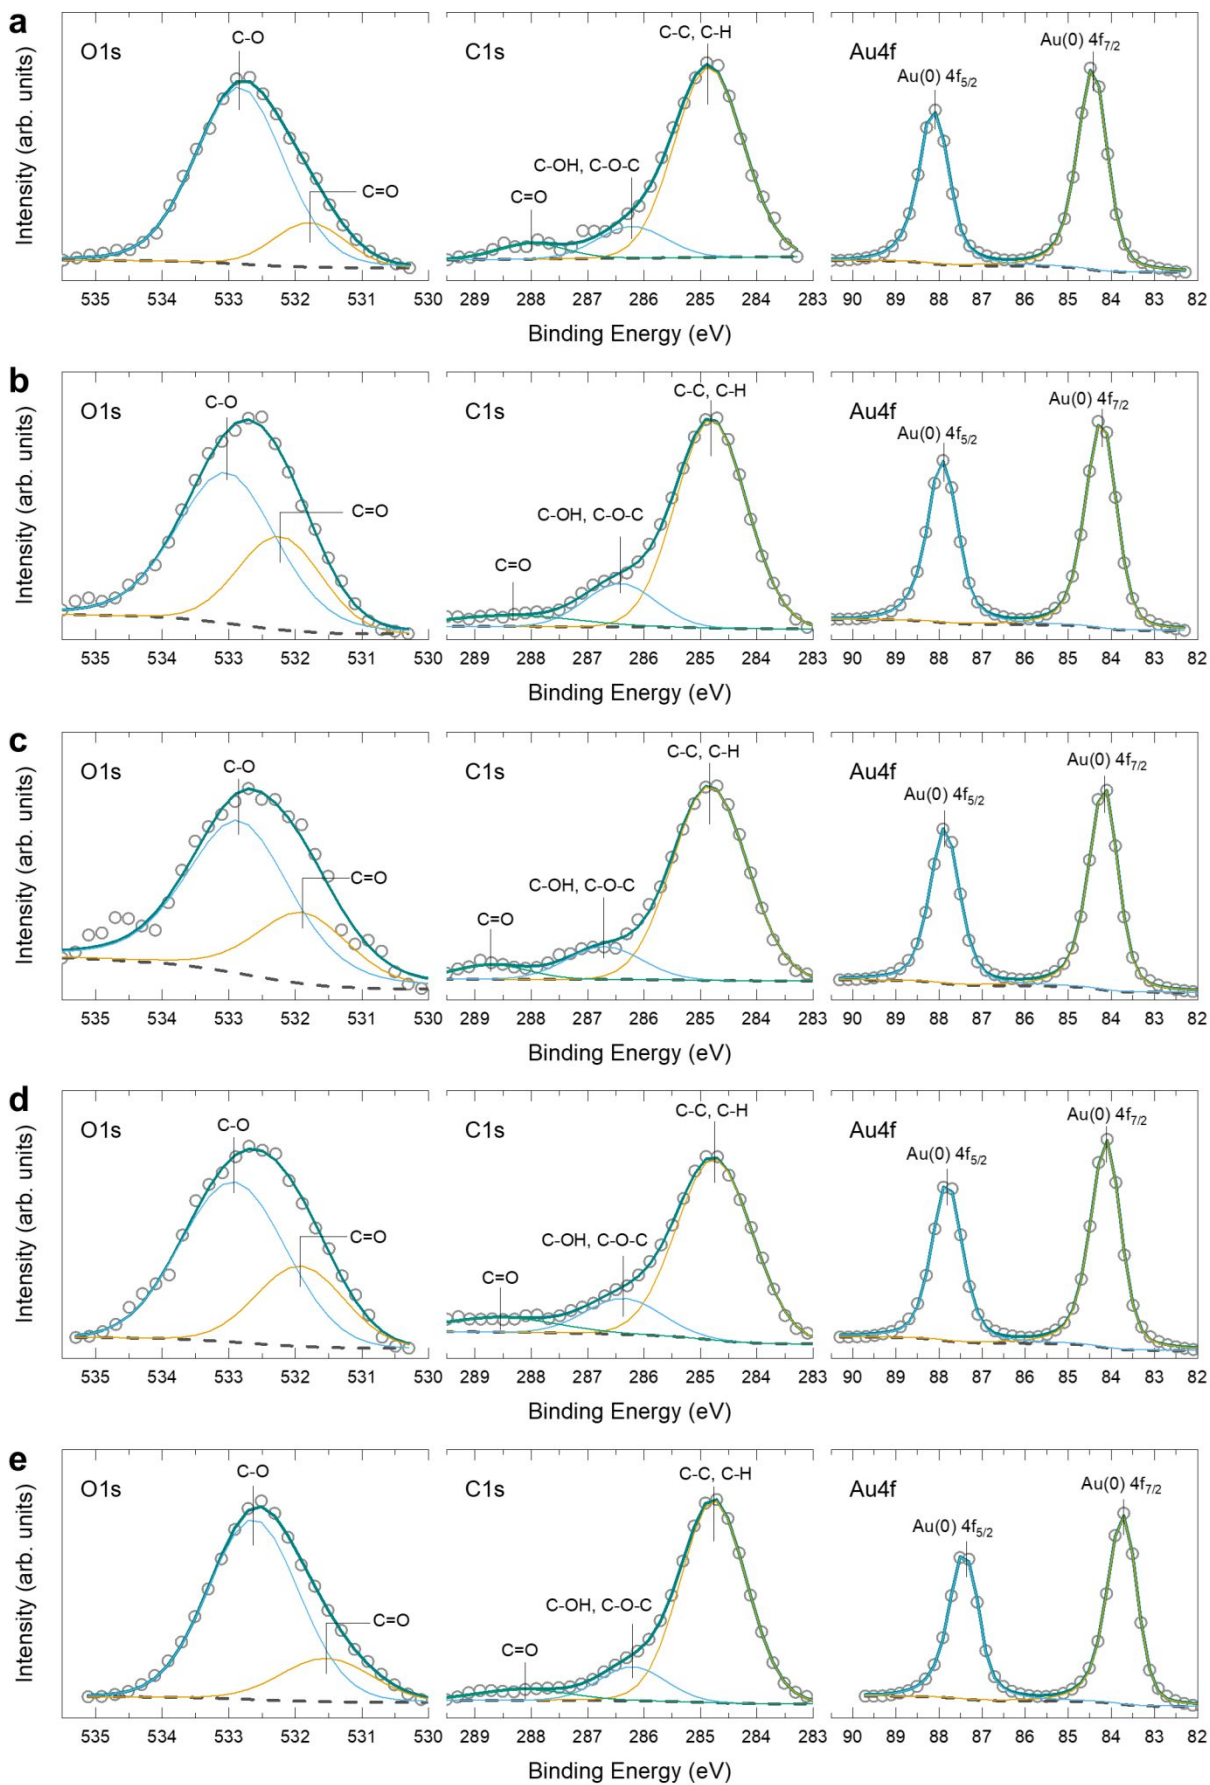 a
O1s
C-O
C=O
C1s
C-C, C-H
C-OH, C-O-C
C=O
Au4f
Au(0) 4f7/2
Au(0) 4f5/2
Intensity (arb. units)
535 534 533 532 531 530
289 288 287 286 285 284 283
90 89 88 87 86 85 84 83 82
Binding Energy (eV)
b
O1s
C-O
C=O
C1s
C-C, C-H
C-OH, C-O-C
C=O
Au4f
Au(0) 4f7/2
Au(0) 4f5/2
Intensity (arb. units)
535 534 533 532 531 530
289 288 287 286 285 284 283
90 89 88 87 86 85 84 83 82
Binding Energy (eV)
c
O1s
C-O
C=O
C1s
C-C, C-H
C-OH, C-O-C
C=O
Au4f
Au(0) 4f7/2
Au(0) 4f5/2
Intensity (arb. units)
535 534 533 532 531 530
289 288 287 286 285 284 283
90 89 88 87 86 85 84 83 82
Binding Energy (eV)
d
O1s
C-O
C=O
C1s
C-C, C-H
C-OH, C-O-C
C=O
Au4f
Au(0) 4f7/2
Au(0) 4f5/2
Intensity (arb. units)
535 534 533 532 531 530
289 288 287 286 285 284 283
90 89 88 87 86 85 84 83 82
Binding Energy (eV)
e
O1s
C-O
C=O
C1s
C-C, C-H
C-OH, C-O-C
C=O
Au4f
Au(0) 4f7/2
Au(0) 4f5/2
Intensity (arb. units)
535 534 533 532 531 530
289 288 287 286 285 284 283
90 89 88 87 86 85 84 83 82
Binding Energy (eV)